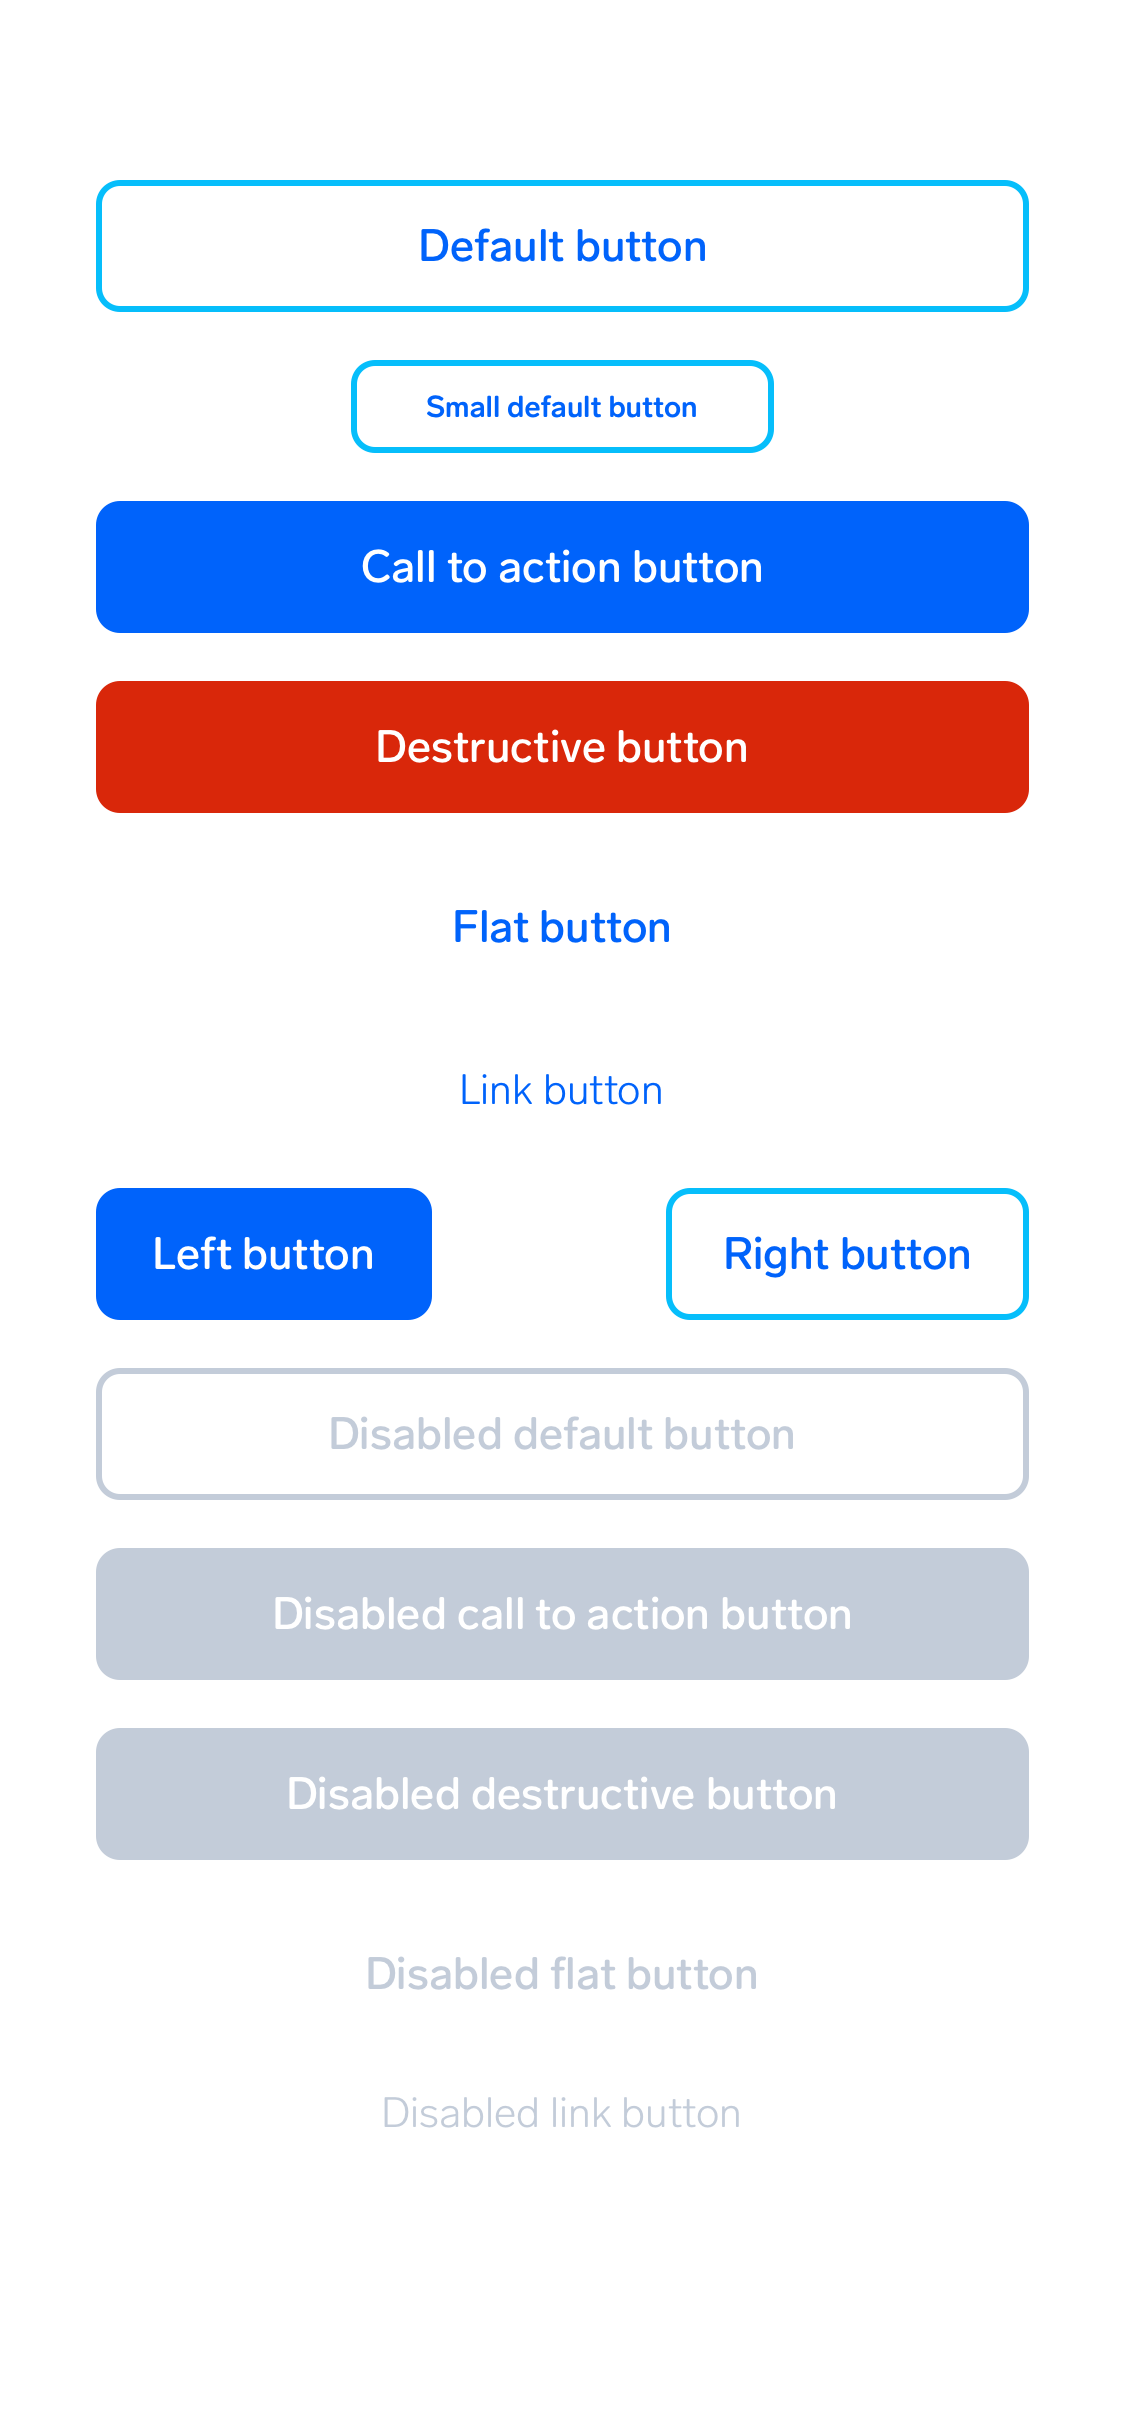 Default button
Small default button
Call to action button
Destructive button
Flat button
Link button
Left button
Right button
Disabled default button
Disabled call to action button
Disabled destructive button
Disabled flat button
Disabled link button